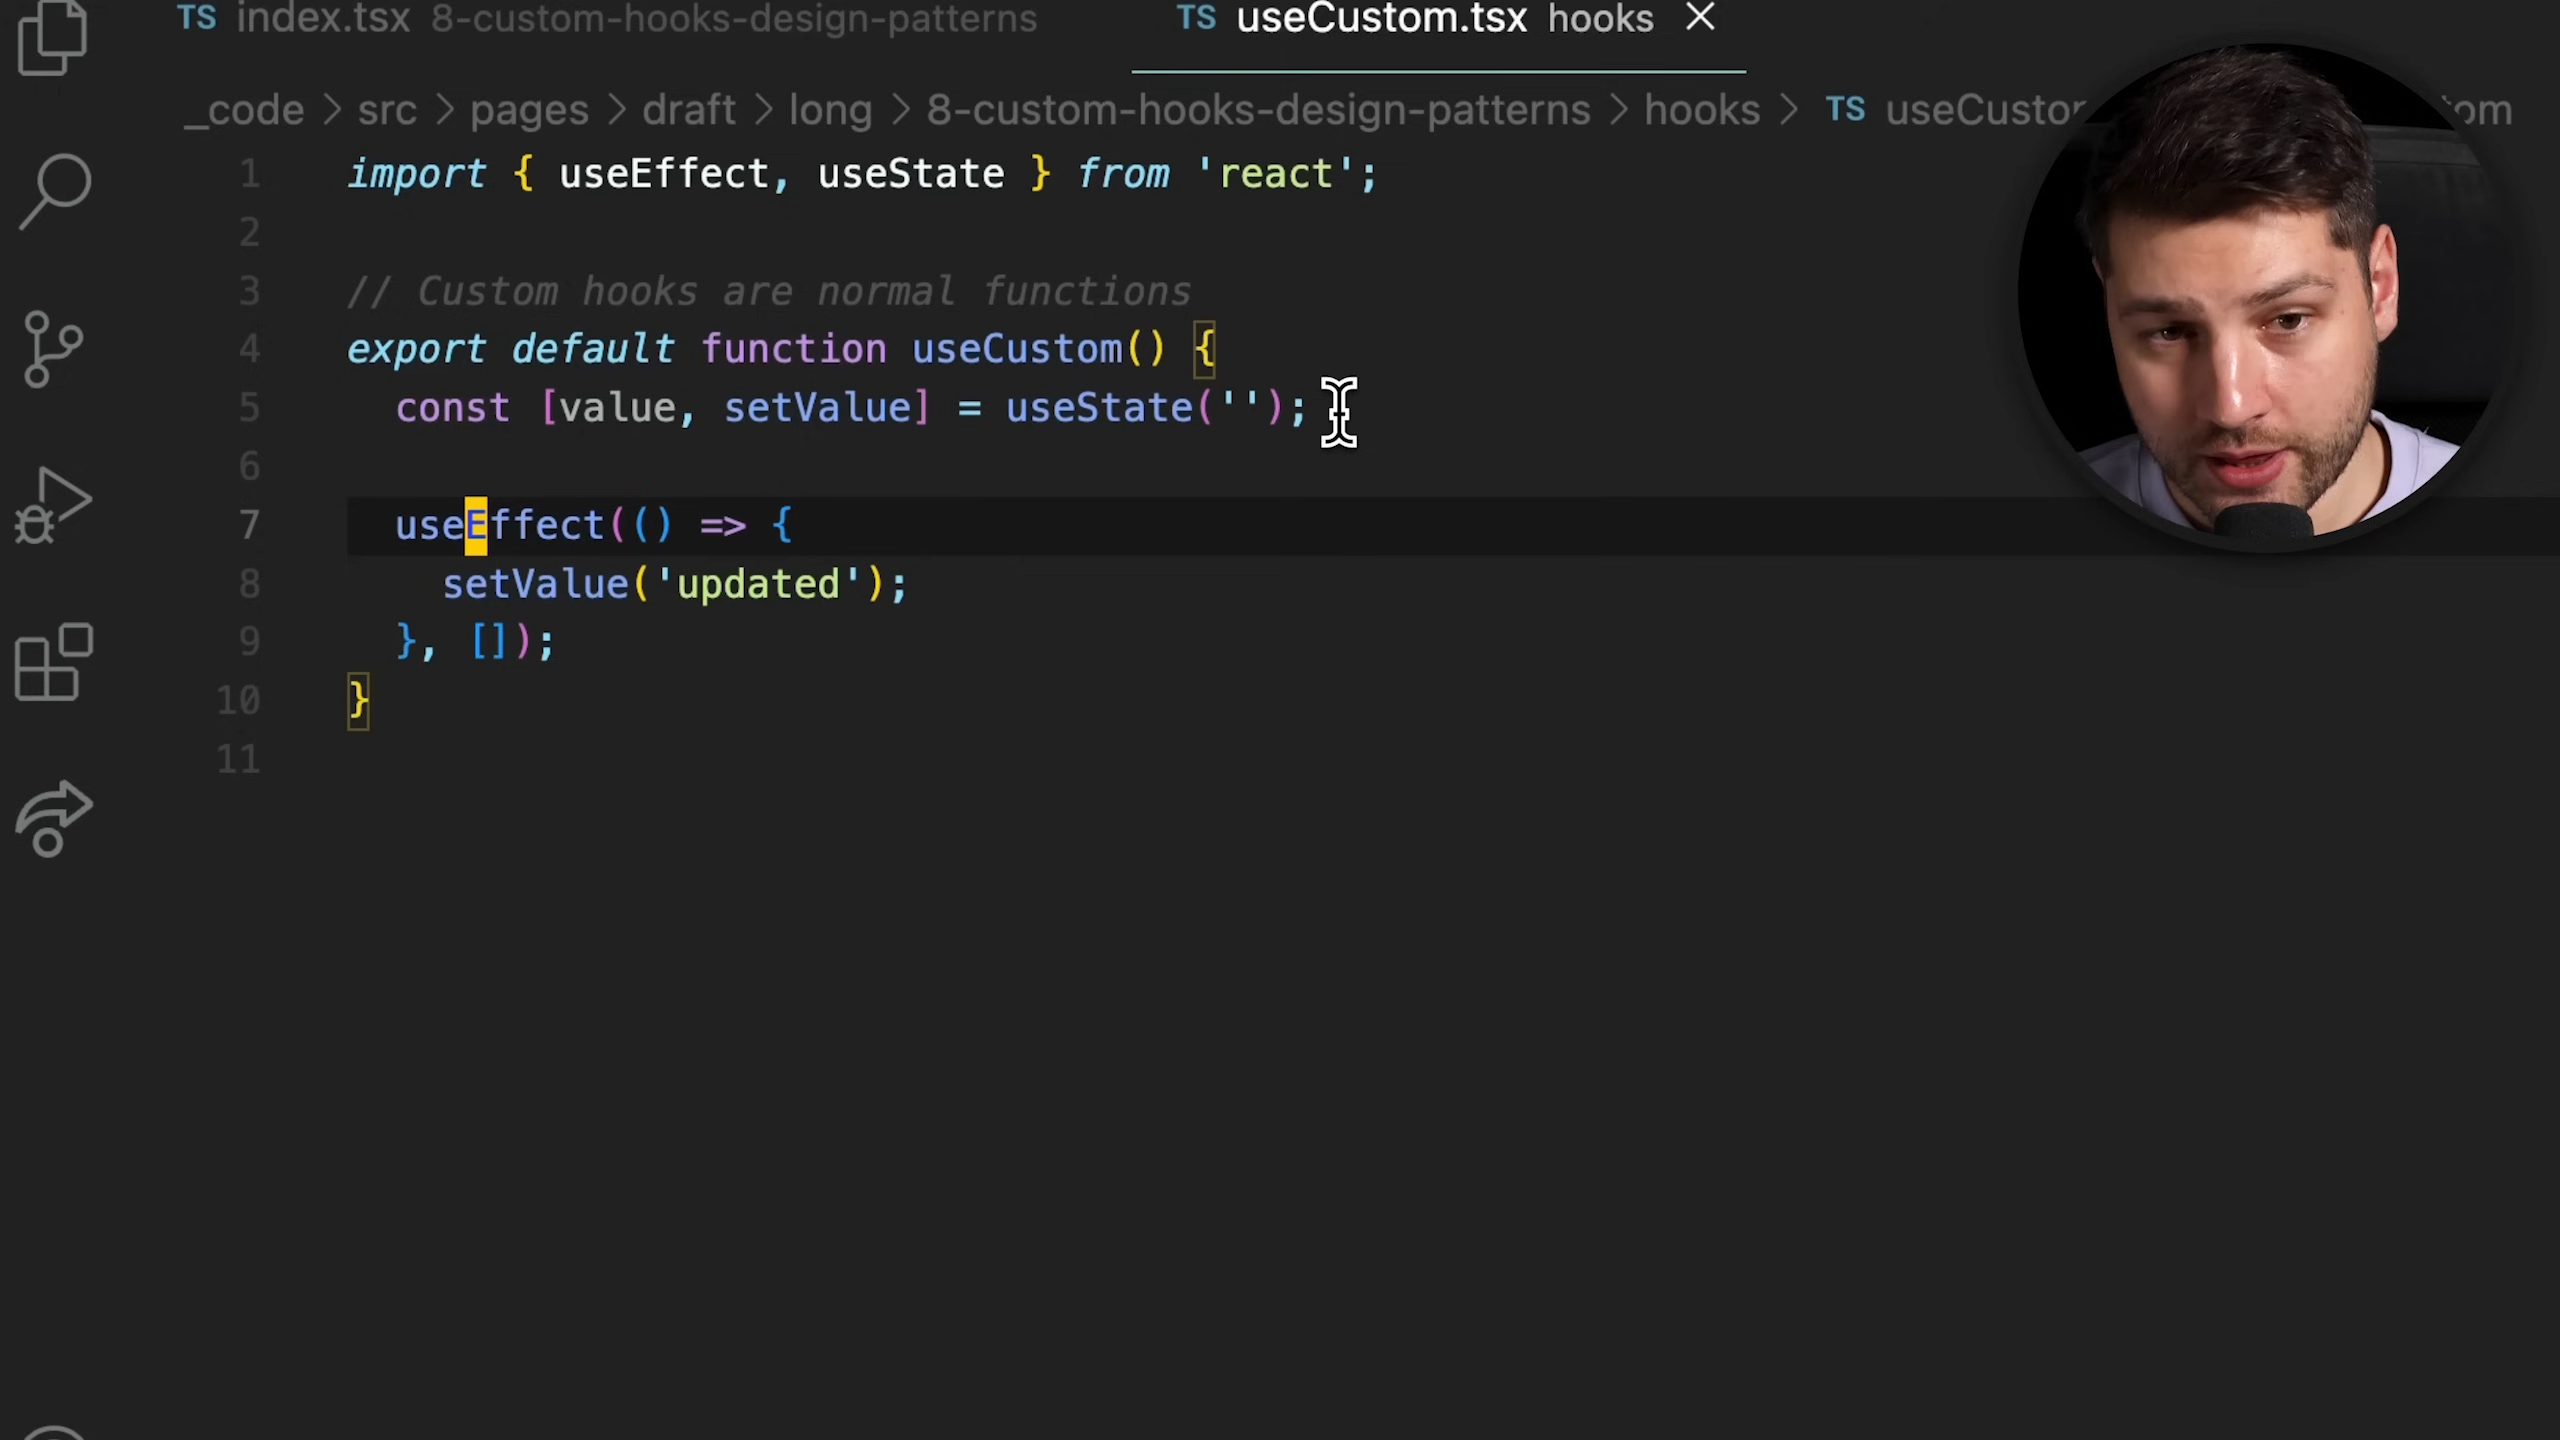 TS index.tsx 8-custom-hooks-design-patterns TS useCustom.tsx hooks
_code > src > pages > draft > long > 8-custom-hooks-design-patterns > hooks > TS useCustom
1 import { useEffect, useState } from 'react';
2
3 // Custom hooks are normal functions
4 export default function useCustom() {
5 const [value, setValue] = useState('');
6
7 useEffect(() => {
8 setValue('updated');
9 }, []);
10 }
11